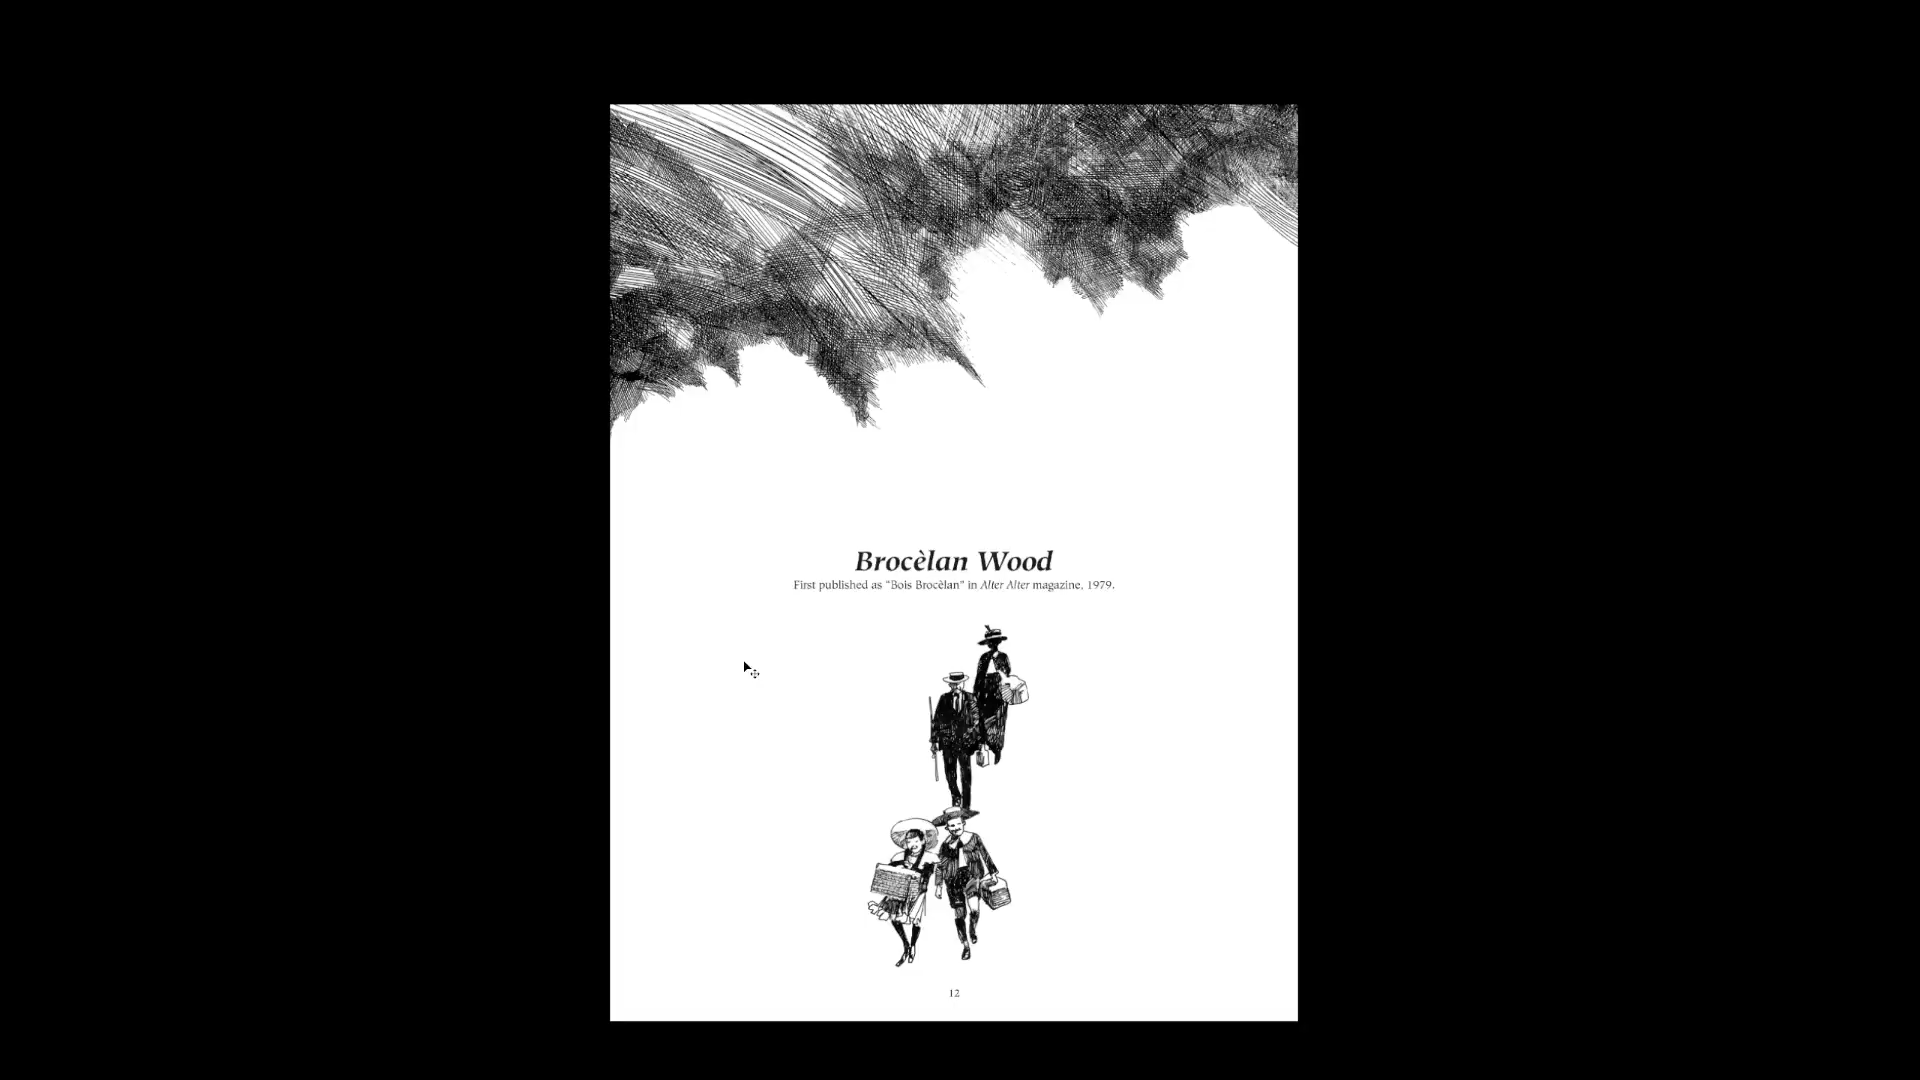 Brocèlan Wood
First published as “Bois Brocèlan” in Alter Alter magazine, 1979.
12